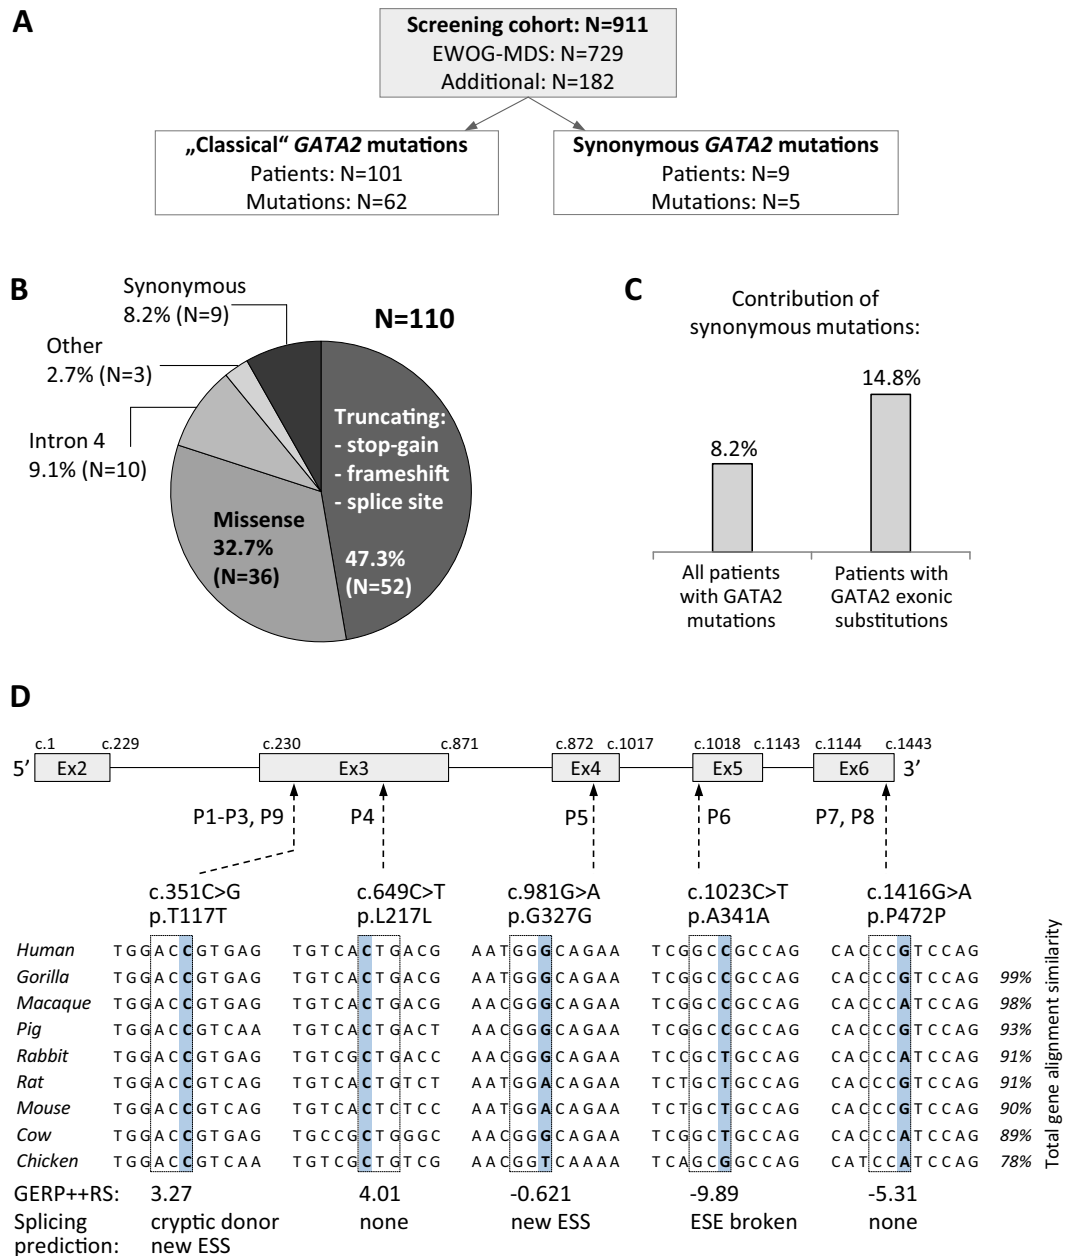 A
Screening cohort: N=911
EWOG-MDS: N=729
Additional: N=182
„Classical“ GATA2 mutations
Patients: N=101
Mutations: N=62
Synonymous GATA2 mutations
Patients: N=9
Mutations: N=5
B
N=110
Synonymous
8.2% (N=9)
Other
2.7% (N=3)
Intron 4
9.1% (N=10)
Missense
32.7%
(N=36)
Truncating:
- stop-gain
- frameshift
- splice site
47.3%
(N=52)
C
Contribution of
synonymous mutations:
8.2%
14.8%
All patients
with GATA2
mutations
Patients with
GATA2 exonic
substitutions
D
c.1 c.229 c.230 c.871 c.872 c.1017 c.1018 c.1143 c.1144 c.1443
5’ Ex2 Ex3 Ex4 Ex5 Ex6 3’
P1-P3, P9 P4 P5 P6 P7, P8
c.351C>G c.649C>T c.981G>A c.1023C>T c.1416G>A
p.T117T p.L217L p.G327G p.A341A p.P472P
Human TGGACCGTGAG TGTCACTGACG AATGGGCAGAA TCGGCCGCCAG CACCCGTCCAG
Gorilla TGGACCGTGAG TGTCACTGACG AATGGGCAGAA TCGGCCGCCAG CACCCGTCCAG 99%
Macaque TGGACCGTGAG TGTCACTGACG AACGGGCAGAA TCGGCCGCCAG CACCCATCCAG 98%
Pig TGGACCGTCAA TGTCACTGACT AACGGGCAGAA TCGGCCGCCAG CACCCGTCCAG 93%
Rabbit TGGACCGTCAG TGTCGCTGACC AACGGGCAGAA TCCGCTGCCAG CACCCATCCAG 91%
Rat TGGACCGTCAG TGTCACTGTCT AATGGACAGAA TCTGCTGCCAG CACCCGTCCAG 91%
Mouse TGGACCGTCAG TGTCACTCTCC AATGGACAGAA TCTGCTGCCAG CACCCGTCCAG 90%
Cow TGGACCGTGAG TGCCGCTGGGC AACGGGCAGAA TCGGCTGCCAG CACCCATCCAG 89%
Chicken TGGACCGTCAA TGTCGCTGTCG AACGGTCAAAA TCAGCGGCCAG CATCCATCCAG 78%
Total gene alignment similarity
GERP++RS: 3.27 4.01 -0.621 -9.89 -5.31
Splicing cryptic donor none new ESS ESE broken none
prediction: new ESS